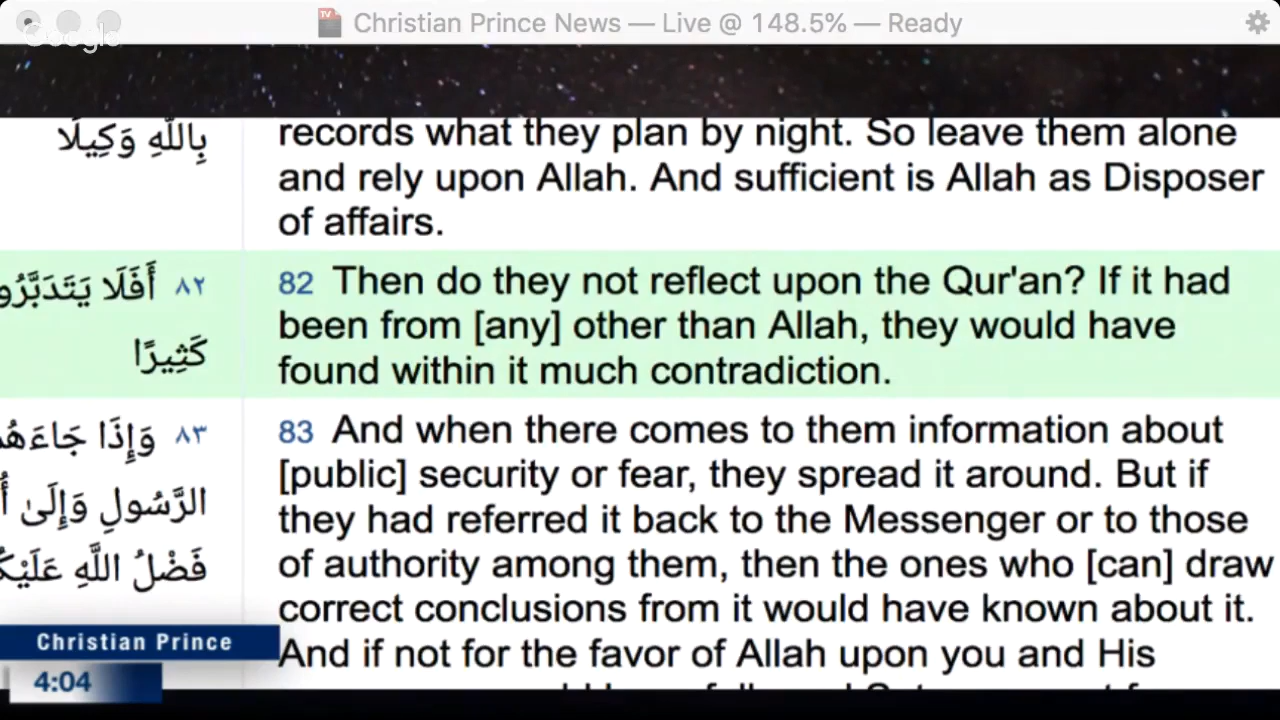 Christian Prince News — Live @ 148.5% — Ready
Google
بِاللَّهِ وَكِيلًا
records what they plan by night. So leave them alone
and rely upon Allah. And sufficient is Allah as Disposer
of affairs.
٨٢ أَفَلَا يَتَدَبَّرُو
كَثِيرًا
82 Then do they not reflect upon the Qur'an? If it had
been from [any] other than Allah, they would have
found within it much contradiction.
٨٣ وَإِذَا جَاءَهُ
الرَّسُولِ وَإِلَىٰ أُ
فَضْلُ اللَّهِ عَلَيْكُ
83 And when there comes to them information about
[public] security or fear, they spread it around. But if
they had referred it back to the Messenger or to those
of authority among them, then the ones who [can] draw
correct conclusions from it would have known about it.
And if not for the favor of Allah upon you and His
Christian Prince
4:04